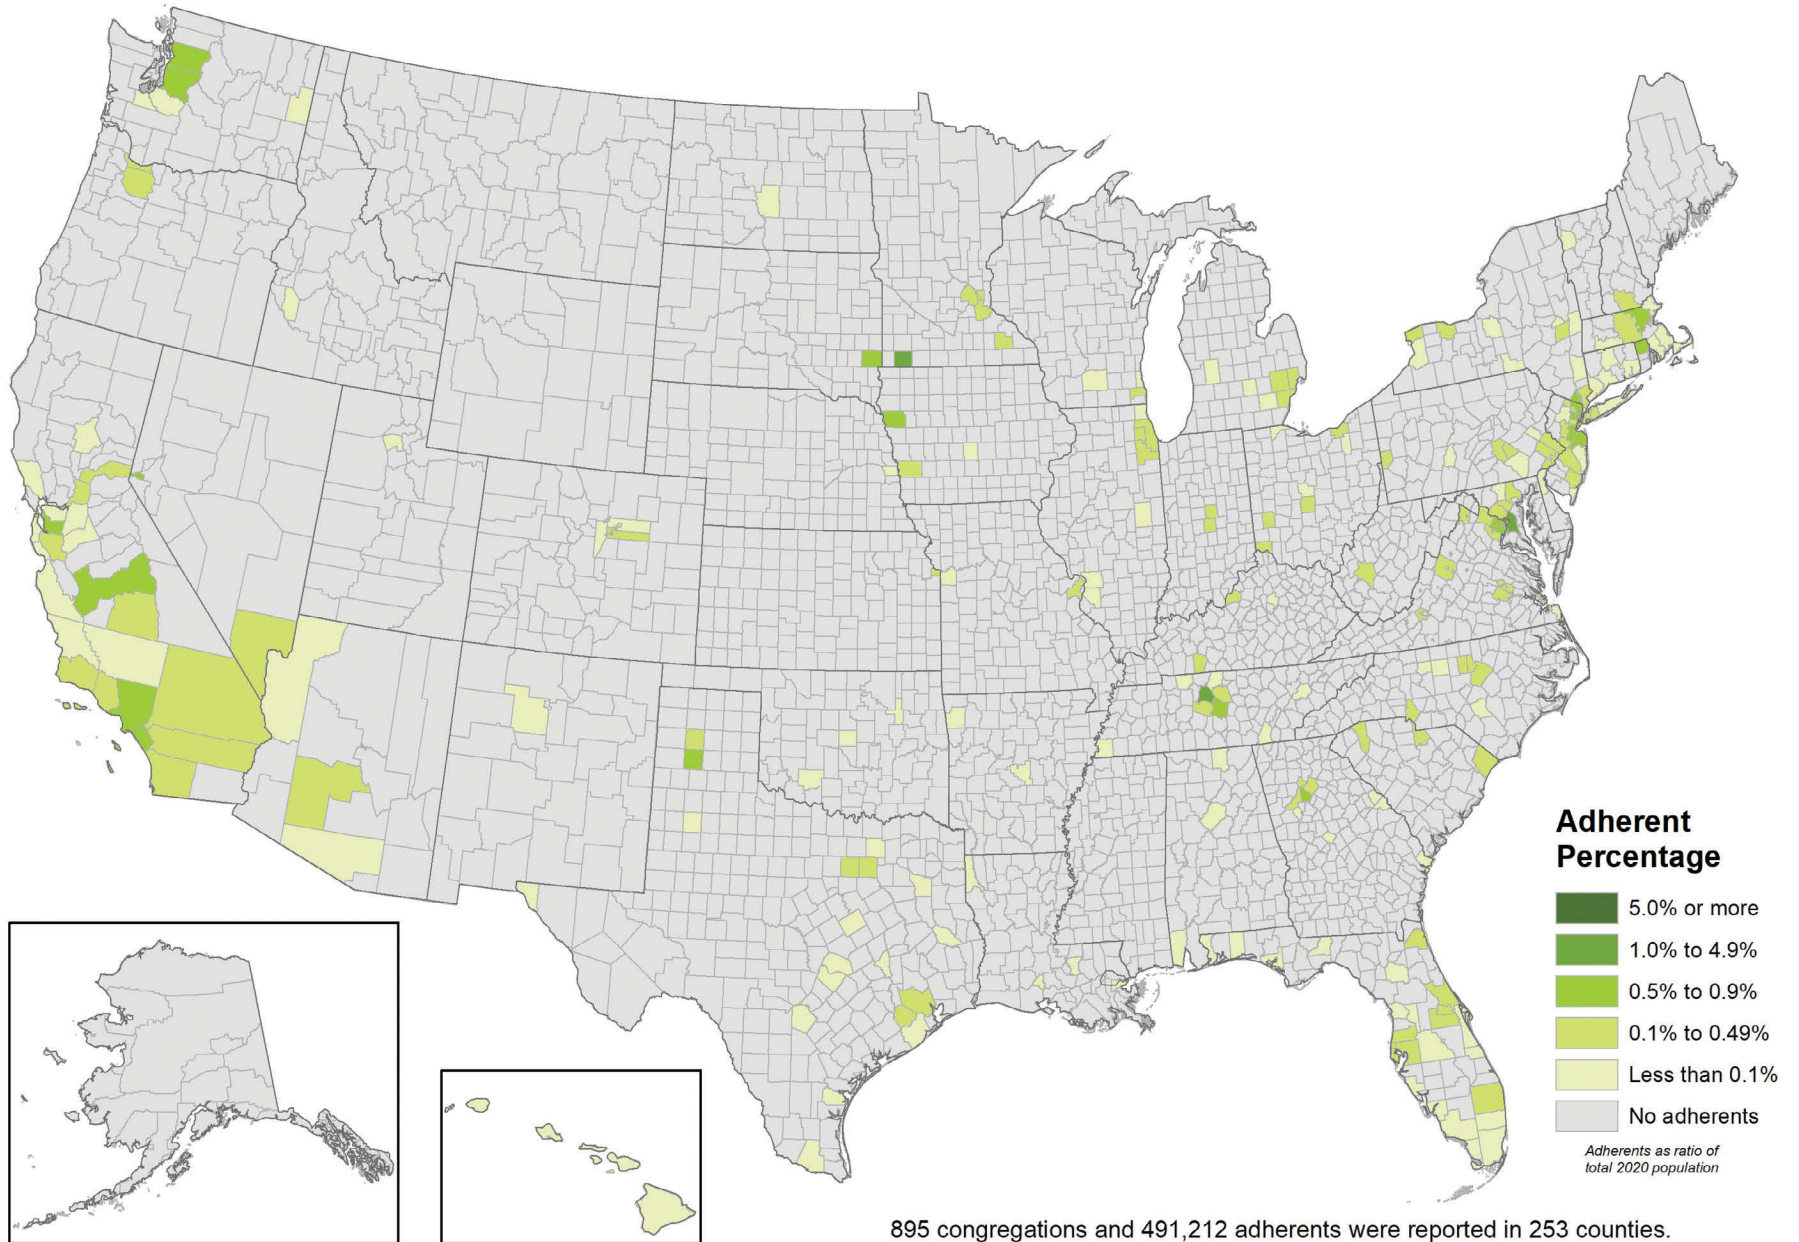 Adherent
Percentage
5.0% or more
1.0% to 4.9%
0.5% to 0.9%
0.1% to 0.49%
Less than 0.1%
No adherents
Adherents as ratio of
total 2020 population
895 congregations and 491,212 adherents were reported in 253 counties.